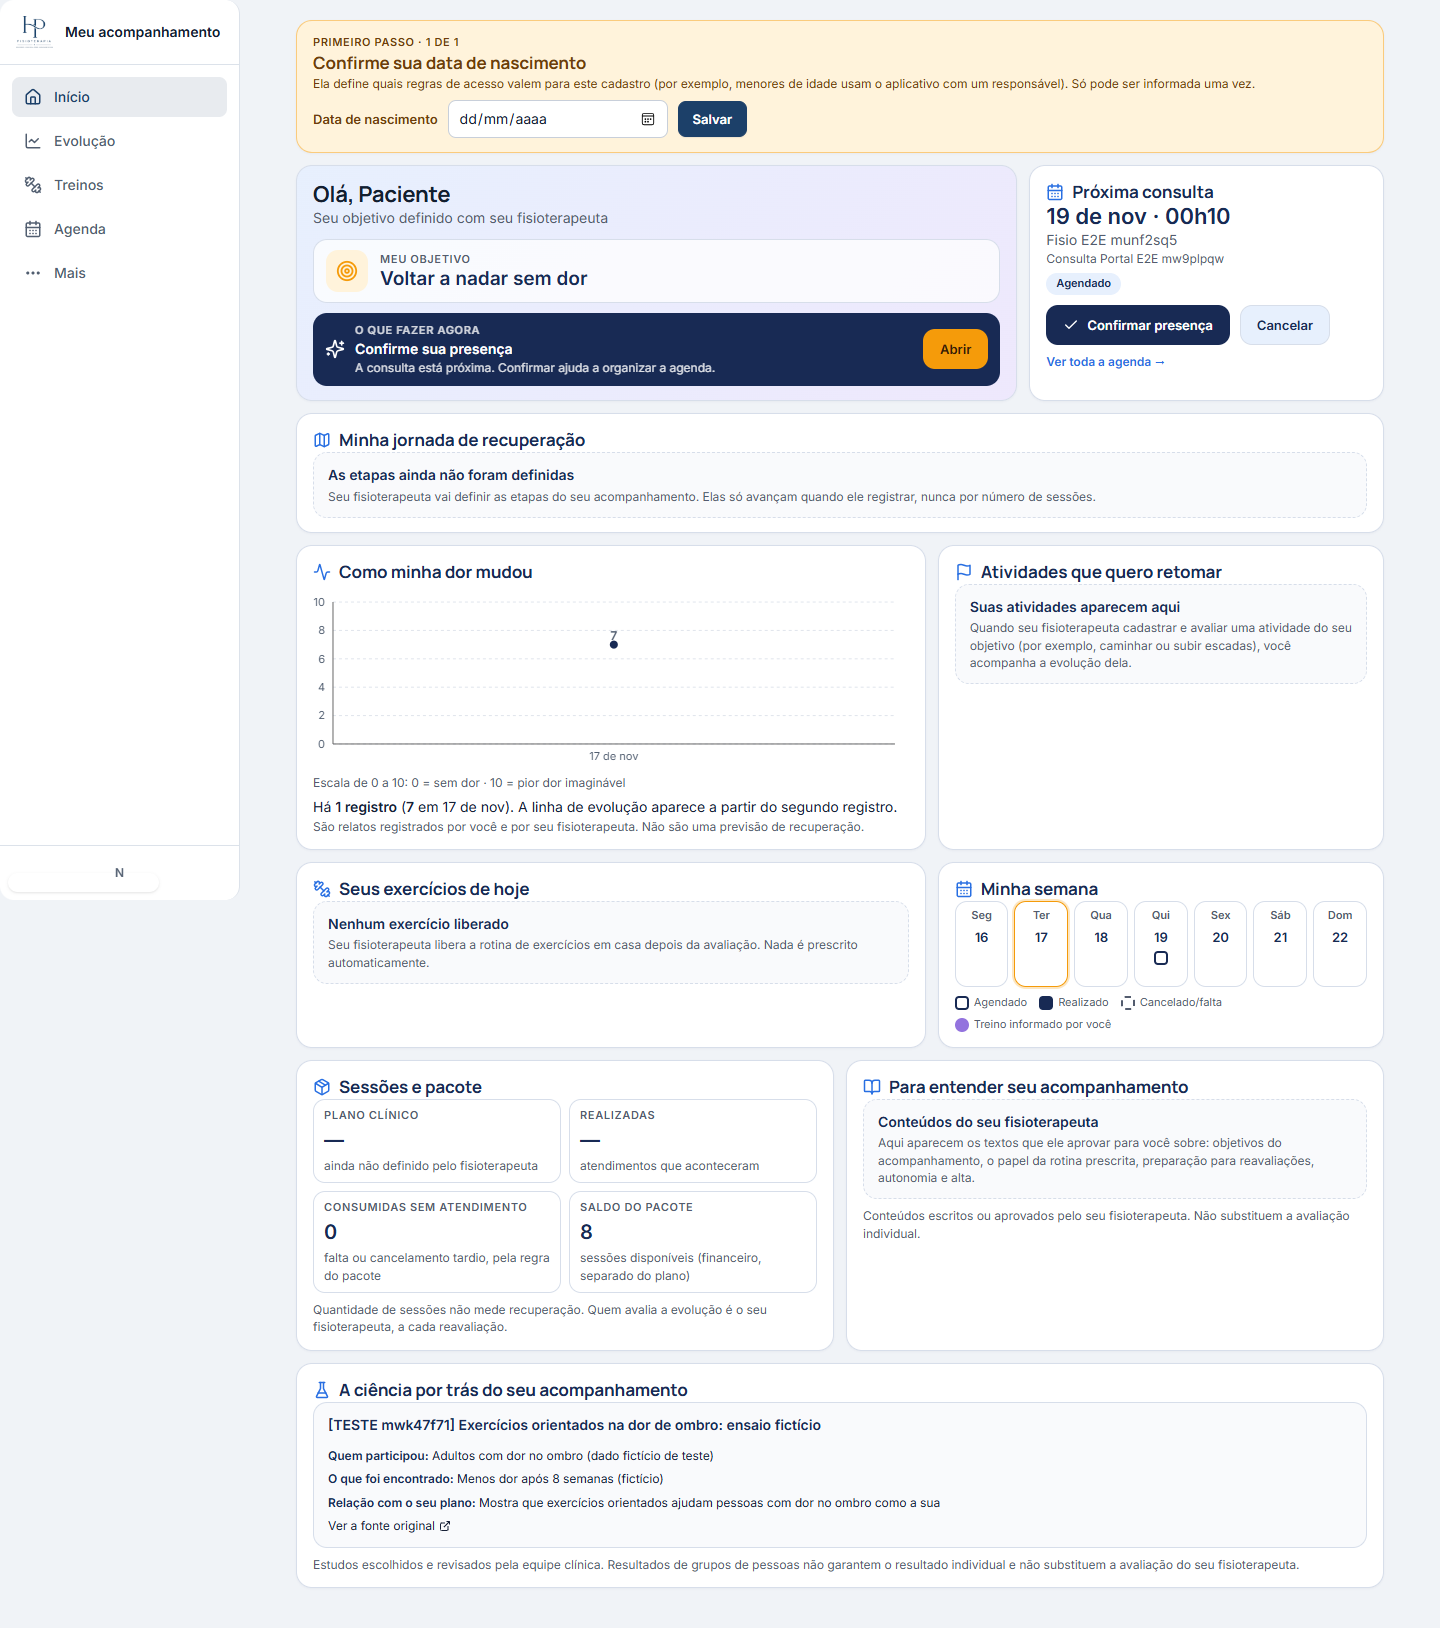 HP
FISIOTERAPIA
Meu acompanhamento
Início
Evolução
Treinos
Agenda
Mais
N
PRIMEIRO PASSO · 1 DE 1
Confirme sua data de nascimento
Ela define quais regras de acesso valem para este cadastro (por exemplo, menores de idade usam o aplicativo com um responsável). Só pode ser informada uma vez.
Data de nascimento
dd/mm/aaaa
Salvar
Olá, Paciente
Seu objetivo definido com seu fisioterapeuta
MEU OBJETIVO
Voltar a nadar sem dor
O QUE FAZER AGORA
Confirme sua presença
A consulta está próxima. Confirmar ajuda a organizar a agenda.
Abrir
Próxima consulta
19 de nov · 00h10
Fisio E2E munf2sq5
Consulta Portal E2E mw9plpqw
Agendado
Confirmar presença
Cancelar
Ver toda a agenda →
Minha jornada de recuperação
As etapas ainda não foram definidas
Seu fisioterapeuta vai definir as etapas do seu acompanhamento. Elas só avançam quando ele registrar, nunca por número de sessões.
Como minha dor mudou
10
8
6
4
2
0
7
17 de nov
Escala de 0 a 10: 0 = sem dor · 10 = pior dor imaginável
Há 1 registro (7 em 17 de nov). A linha de evolução aparece a partir do segundo registro.
São relatos registrados por você e por seu fisioterapeuta. Não são uma previsão de recuperação.
Atividades que quero retomar
Suas atividades aparecem aqui
Quando seu fisioterapeuta cadastrar e avaliar uma atividade do seu
objetivo (por exemplo, caminhar ou subir escadas), você
acompanha a evolução dela.
Seus exercícios de hoje
Nenhum exercício liberado
Seu fisioterapeuta libera a rotina de exercícios em casa depois da avaliação. Nada é prescrito
automaticamente.
Minha semana
Seg Ter Qua Qui Sex Sáb Dom
16 17 18 19 20 21 22
Agendado Realizado Cancelado/falta
Treino informado por você
Sessões e pacote
PLANO CLÍNICO
—
ainda não definido pelo fisioterapeuta
REALIZADAS
—
atendimentos que aconteceram
CONSUMIDAS SEM ATENDIMENTO
0
falta ou cancelamento tardio, pela regra
do pacote
SALDO DO PACOTE
8
sessões disponíveis (financeiro,
separado do plano)
Quantidade de sessões não mede recuperação. Quem avalia a evolução é o seu
fisioterapeuta, a cada reavaliação.
Para entender seu acompanhamento
Conteúdos do seu fisioterapeuta
Aqui aparecem os textos que ele aprovar para você sobre: objetivos do
acompanhamento, o papel da rotina prescrita, preparação para reavaliações,
autonomia e alta.
Conteúdos escritos ou aprovados pelo seu fisioterapeuta. Não substituem a avaliação
individual.
A ciência por trás do seu acompanhamento
[TESTE mwk47f71] Exercícios orientados na dor de ombro: ensaio fictício
Quem participou: Adultos com dor no ombro (dado fictício de teste)
O que foi encontrado: Menos dor após 8 semanas (fictício)
Relação com o seu plano: Mostra que exercícios orientados ajudam pessoas com dor no ombro como a sua
Ver a fonte original
Estudos escolhidos e revisados pela equipe clínica. Resultados de grupos de pessoas não garantem o resultado individual e não substituem a avaliação do seu fisioterapeuta.